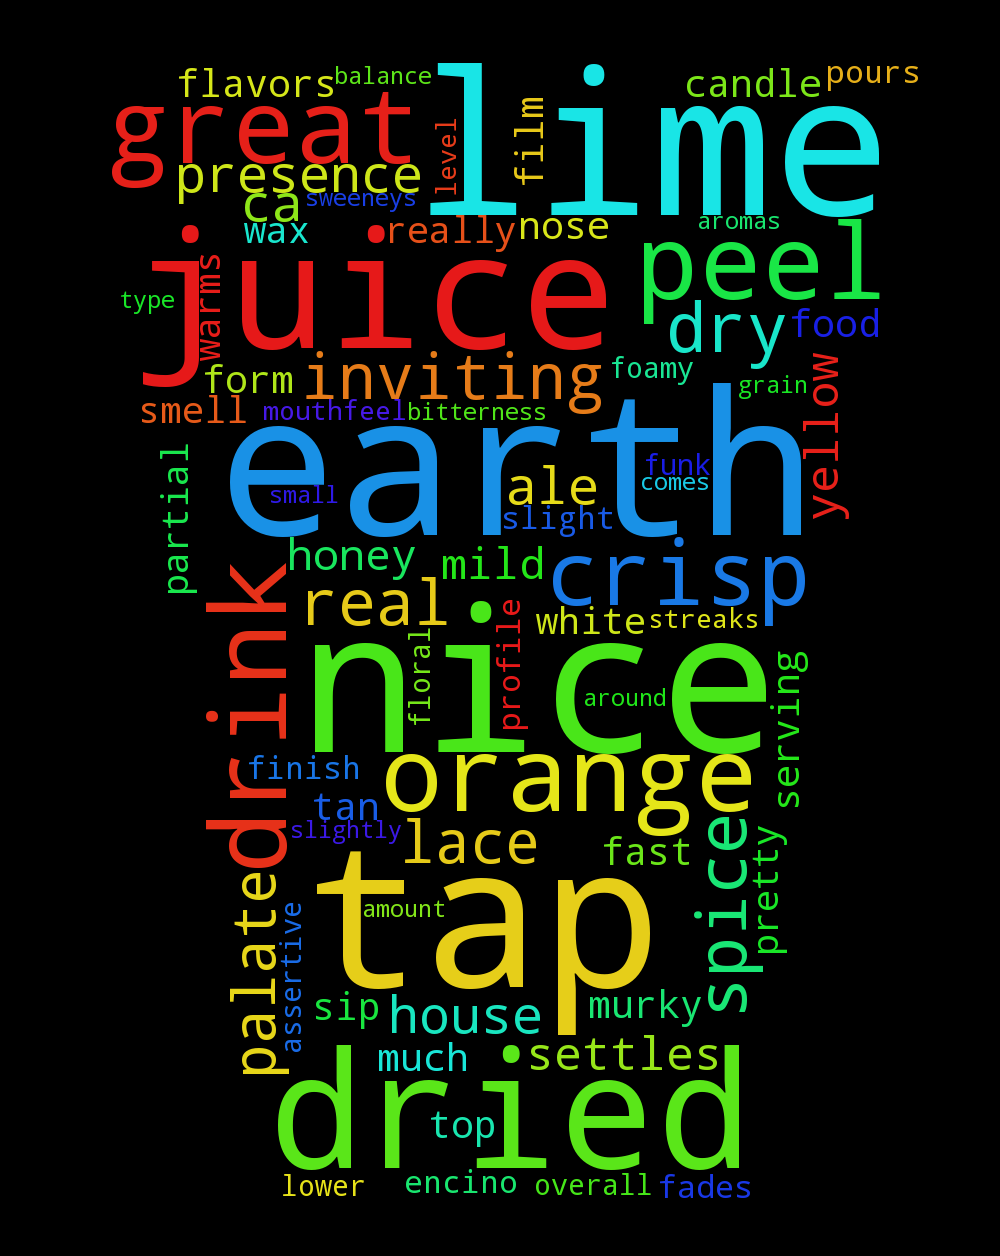 flavors balance lime candle pours
great level film
presence
ca sweeneys
wax really nose aromas
juice peel
type warms dry food
form inviting foamy grain
smell mouthfeel bitterness yellow
earth
partial small ale funk
comes
slight
honey mild crisp
drink real white streaks
nice
floral profile around serving
finish orange
tan
slightly lace fast
tap spice pretty
palate amount
assertive
sip house murky
much settles
dried
top
lower encino overall fades